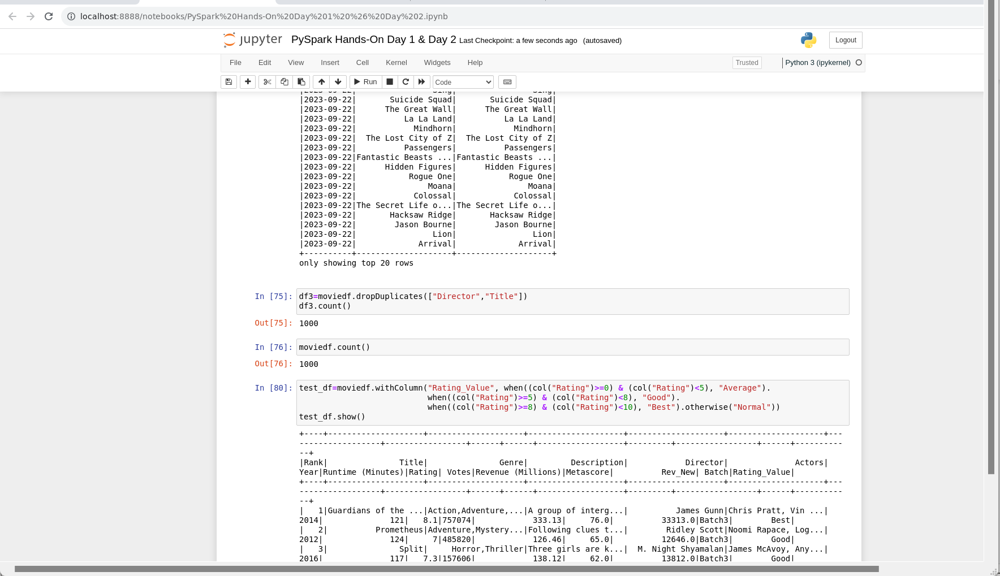 localhost:8888/notebooks/PySpark%20Hands-On%20Day%201%20%26%20Day%202.ipynb
jupyter PySpark Hands-On Day 1 & Day 2 Last Checkpoint: a few seconds ago (autosaved) Logout
File Edit View Insert Cell Kernel Widgets Help Trusted Python 3 (ipykernel)
Run Code
|2023-09-22|                Sing|                Sing|
|2023-09-22|       Suicide Squad|       Suicide Squad|
|2023-09-22|      The Great Wall|      The Great Wall|
|2023-09-22|          La La Land|          La La Land|
|2023-09-22|            Mindhorn|            Mindhorn|
|2023-09-22|  The Lost City of Z|  The Lost City of Z|
|2023-09-22|          Passengers|          Passengers|
|2023-09-22|Fantastic Beasts ...|Fantastic Beasts ...|
|2023-09-22|      Hidden Figures|      Hidden Figures|
|2023-09-22|           Rogue One|           Rogue One|
|2023-09-22|               Moana|               Moana|
|2023-09-22|            Colossal|            Colossal|
|2023-09-22|The Secret Life o...|The Secret Life o...|
|2023-09-22|       Hacksaw Ridge|       Hacksaw Ridge|
|2023-09-22|        Jason Bourne|        Jason Bourne|
|2023-09-22|                Lion|                Lion|
|2023-09-22|             Arrival|             Arrival|
+----------+--------------------+--------------------+
only showing top 20 rows
In [75]: df3=moviedf.dropDuplicates(["Director","Title"])
df3.count()
Out[75]: 1000
In [76]: moviedf.count()
Out[76]: 1000
In [80]: test_df=moviedf.withColumn("Rating_Value", when((col("Rating")>=0) & (col("Rating")<5), "Average").
when((col("Rating")>=5) & (col("Rating")<8), "Good").
when((col("Rating")>=8) & (col("Rating")<10), "Best").otherwise("Normal"))
test_df.show()
+----+--------------------+--------------------+--------------------+--------------------+--------------------+---
-----------------+-----------------+------+------+------------------+---------+-----------------+------+----------
--+
|Rank|               Title|               Genre|         Description|            Director|              Actors|
Year|Runtime (Minutes)|Rating| Votes|Revenue (Millions)|Metascore|          Rev_New| Batch|Rating_Value|
+----+--------------------+--------------------+--------------------+--------------------+--------------------+---
-----------------+-----------------+------+------+------------------+---------+-----------------+------+----------
--+
|   1|Guardians of the ...|Action,Adventure,...|A group of interg...|          James Gunn|Chris Pratt, Vin ...|
2014|              121|   8.1|757074|            333.13|     76.0|          33313.0|Batch3|        Best|
|   2|          Prometheus|Adventure,Mystery...|Following clues t...|        Ridley Scott|Noomi Rapace, Log...|
2012|              124|     7|485820|            126.46|     65.0|          12646.0|Batch3|        Good|
|   3|               Split|     Horror,Thriller|Three girls are k...|  M. Night Shyamalan|James McAvoy, Any...|
2016|              117|   7.3|157606|            138.12|     62.0|          13812.0|Batch3|        Good|